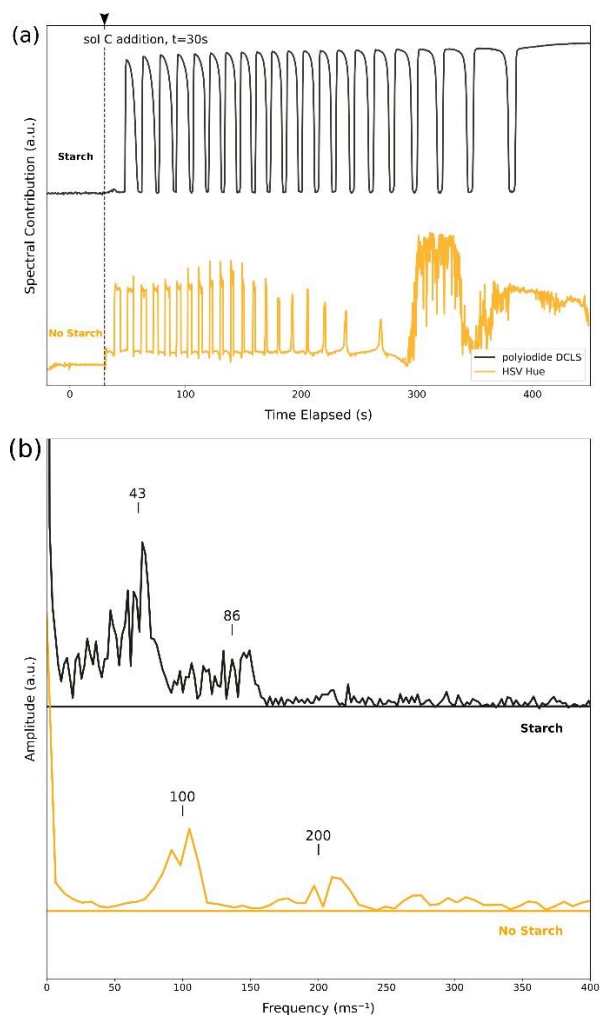 (a)
sol C addition, t=30s
Starch
No Starch
Spectral Contribution (a.u.)
polyiodide DCLS
HSV Hue
0 100 200 300 400
Time Elapsed (s)
(b)
43
86
Starch
100
200
No Starch
Amplitude (a.u.)
0 50 100 150 200 250 300 350 400
Frequency (ms⁻¹)